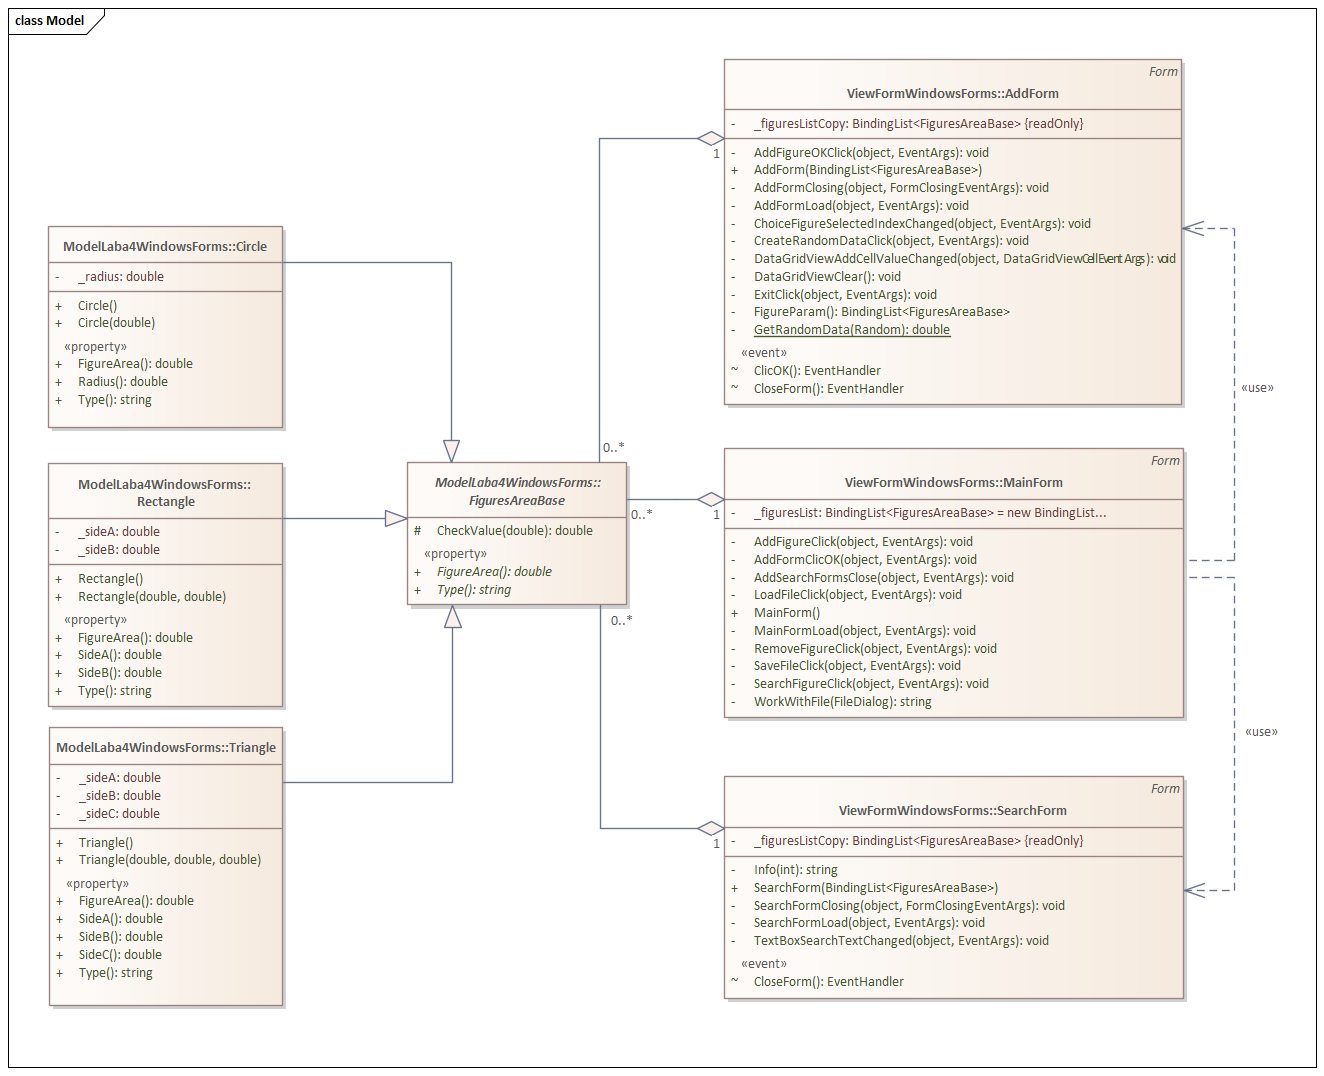 class Model
ModelLaba4WindowsForms::Circle
- _radius: double
+ Circle()
+ Circle(double)
«property»
+ FigureArea(): double
+ Radius(): double
+ Type(): string
ModelLaba4WindowsForms::
Rectangle
- _sideA: double
- _sideB: double
+ Rectangle()
+ Rectangle(double, double)
«property»
+ FigureArea(): double
+ SideA(): double
+ SideB(): double
+ Type(): string
ModelLaba4WindowsForms::Triangle
- _sideA: double
- _sideB: double
- _sideC: double
+ Triangle()
+ Triangle(double, double, double)
«property»
+ FigureArea(): double
+ SideA(): double
+ SideB(): double
+ SideC(): double
+ Type(): string
ModelLaba4WindowsForms::
FiguresAreaBase
# CheckValue(double): double
«property»
+ FigureArea(): double
+ Type(): string
0..*
0..*
0..*
1
1
1
Form
ViewFormWindowsForms::AddForm
- _figuresListCopy: BindingList<FiguresAreaBase> {readOnly}
- AddFigureOKClick(object, EventArgs): void
+ AddForm(BindingList<FiguresAreaBase>)
- AddFormClosing(object, FormClosingEventArgs): void
- AddFormLoad(object, EventArgs): void
- ChoiceFigureSelectedIndexChanged(object, EventArgs): void
- CreateRandomDataClick(object, EventArgs): void
- DataGridViewAddCellValueChanged(object, DataGridViewCellEventArgs): void
- DataGridViewClear(): void
- ExitClick(object, EventArgs): void
- FigureParam(): BindingList<FiguresAreaBase>
- GetRandomData(Random): double
«event»
~ ClicOK(): EventHandler
~ CloseForm(): EventHandler
«use»
Form
ViewFormWindowsForms::MainForm
- _figuresList: BindingList<FiguresAreaBase> = new BindingList...
- AddFigureClick(object, EventArgs): void
- AddFormClicOK(object, EventArgs): void
- AddSearchFormsClose(object, EventArgs): void
- LoadFileClick(object, EventArgs): void
+ MainForm()
- MainFormLoad(object, EventArgs): void
- RemoveFigureClick(object, EventArgs): void
- SaveFileClick(object, EventArgs): void
- SearchFigureClick(object, EventArgs): void
- WorkWithFile(FileDialog): string
«use»
Form
ViewFormWindowsForms::SearchForm
- _figuresListCopy: BindingList<FiguresAreaBase> {readOnly}
- Info(int): string
+ SearchForm(BindingList<FiguresAreaBase>)
- SearchFormClosing(object, FormClosingEventArgs): void
- SearchFormLoad(object, EventArgs): void
- TextBoxSearchTextChanged(object, EventArgs): void
«event»
~ CloseForm(): EventHandler